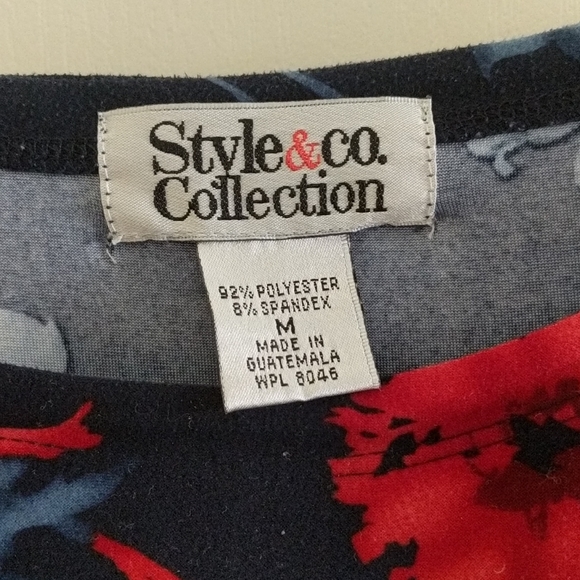 Style&co.
Collection
92% POLYESTER
8% SPANDEX
M
MADE IN
GUATEMALA
WPL 8046